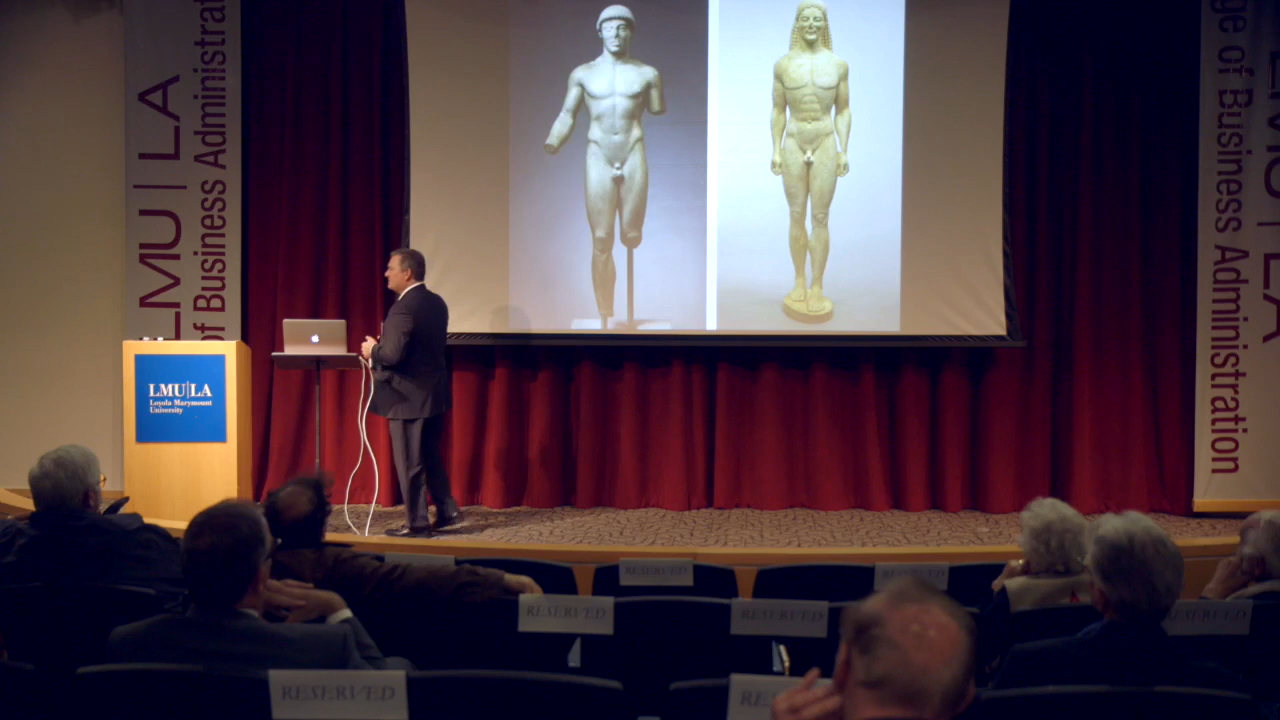 LMU | LA
of Business Administrat
LMU | LA
ge of Business Administration
LMU|LA
Loyola Marymount
University
RESERVED
RESERVED
RESERVED
RESERVED
RESERVED
RESERVED